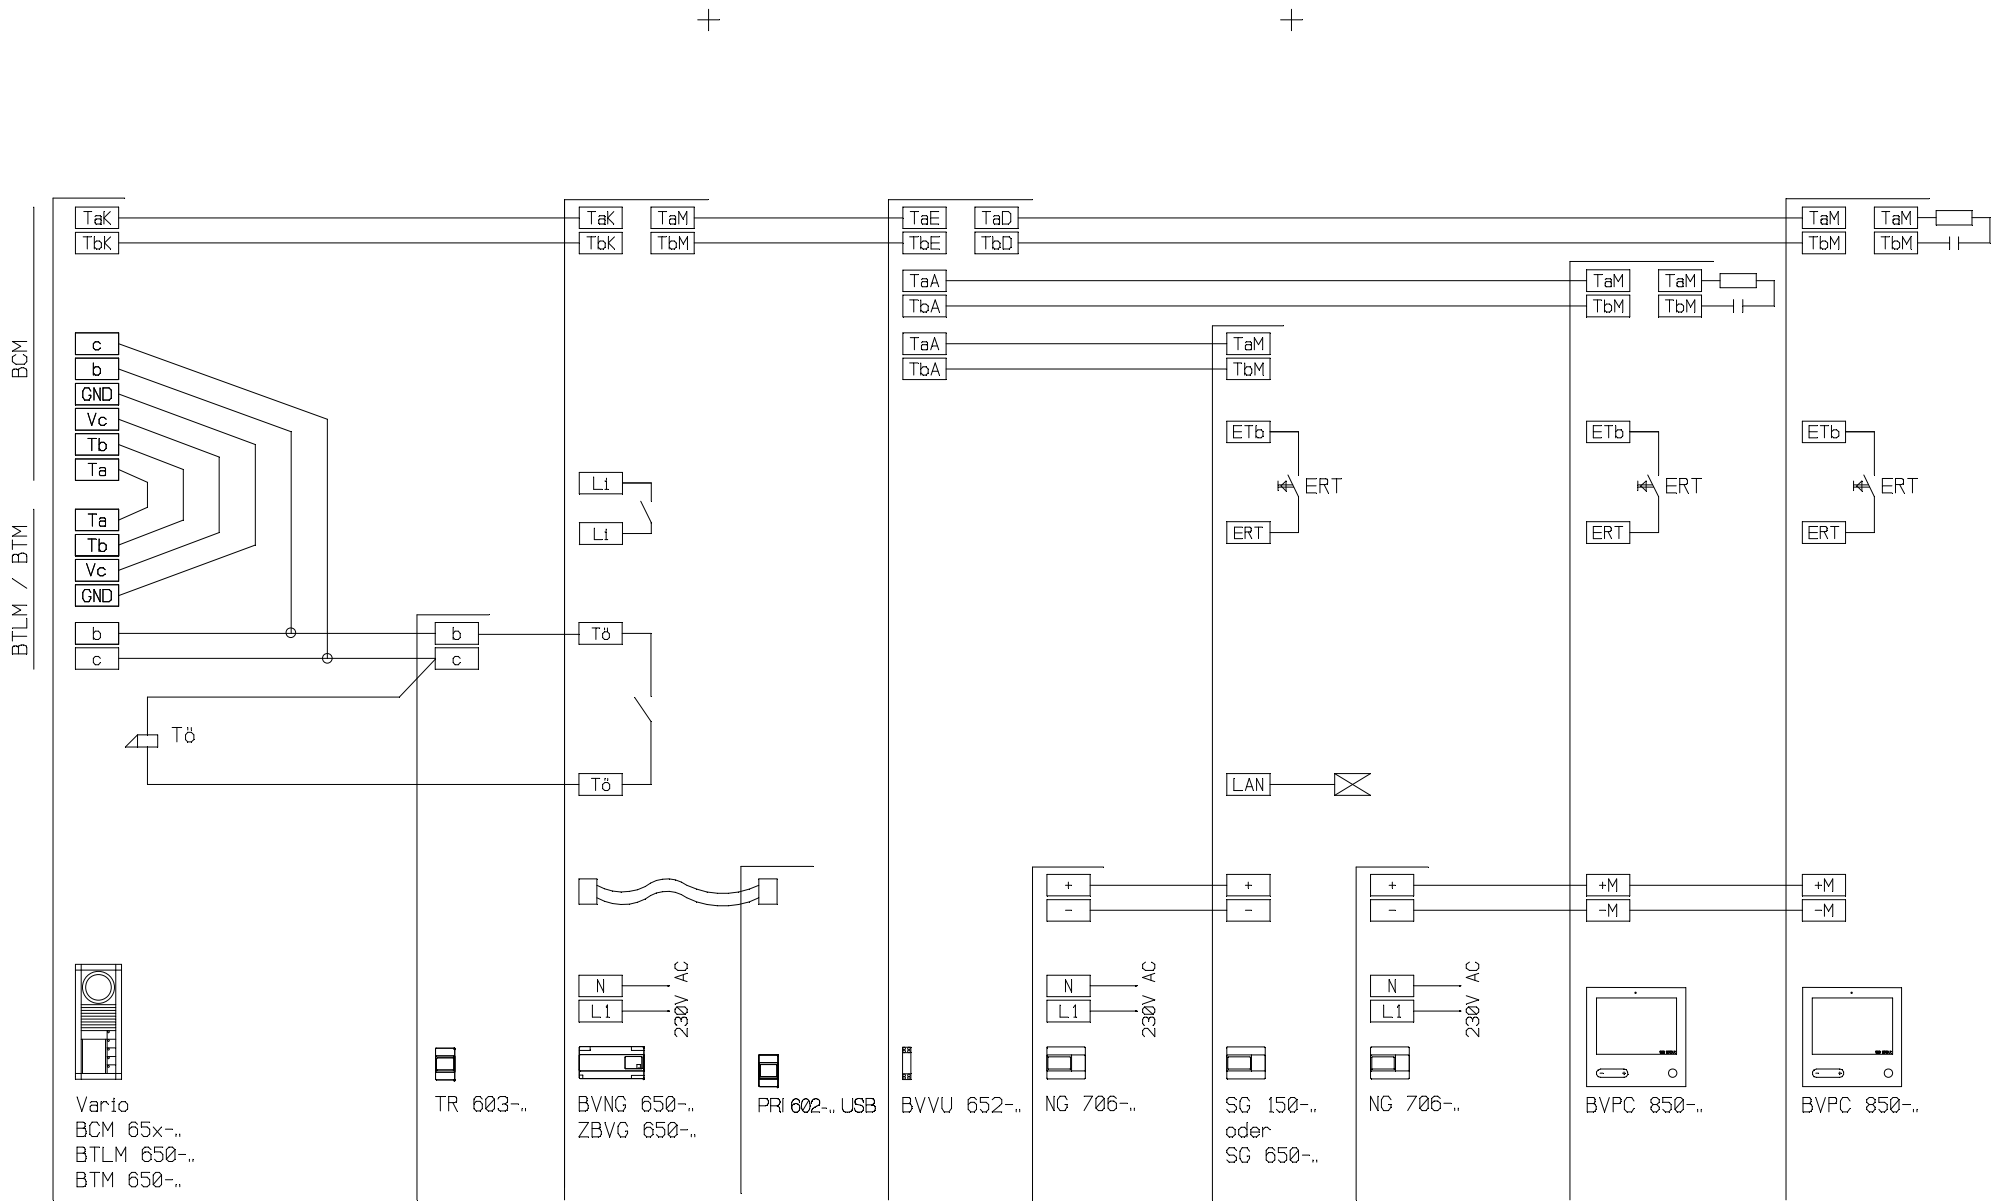 TaK TaK TaM TaE TaD TaM TaM
TbK TbK TbM TbE TbD TbM TbM
TaA TaM TaM
TbA TbM TbM
TaA TaM
TbA TbM
BCM
c
b
GND
Vc
Tb
Ta
ETb ETb ETb
Li
ERT ERT ERT
Li
ERT ERT ERT
BTLM / BTM
Ta
Tb
Vc
GND
b b Tö
c c
Tö
Tö
LAN
+ + + +M +M
- - - -M -M
N N N
L1 L1 L1
230V AC 230V AC 230V AC
Vario
BCM 65x-..
BTLM 650-..
BTM 650-..
TR 603-..
BVNG 650-..
ZBVG 650-..
PRI 602-.. USB
BVVU 652-..
NG 706-..
SG 150-..
oder
SG 650-..
NG 706-..
BVPC 850-..
BVPC 850-..